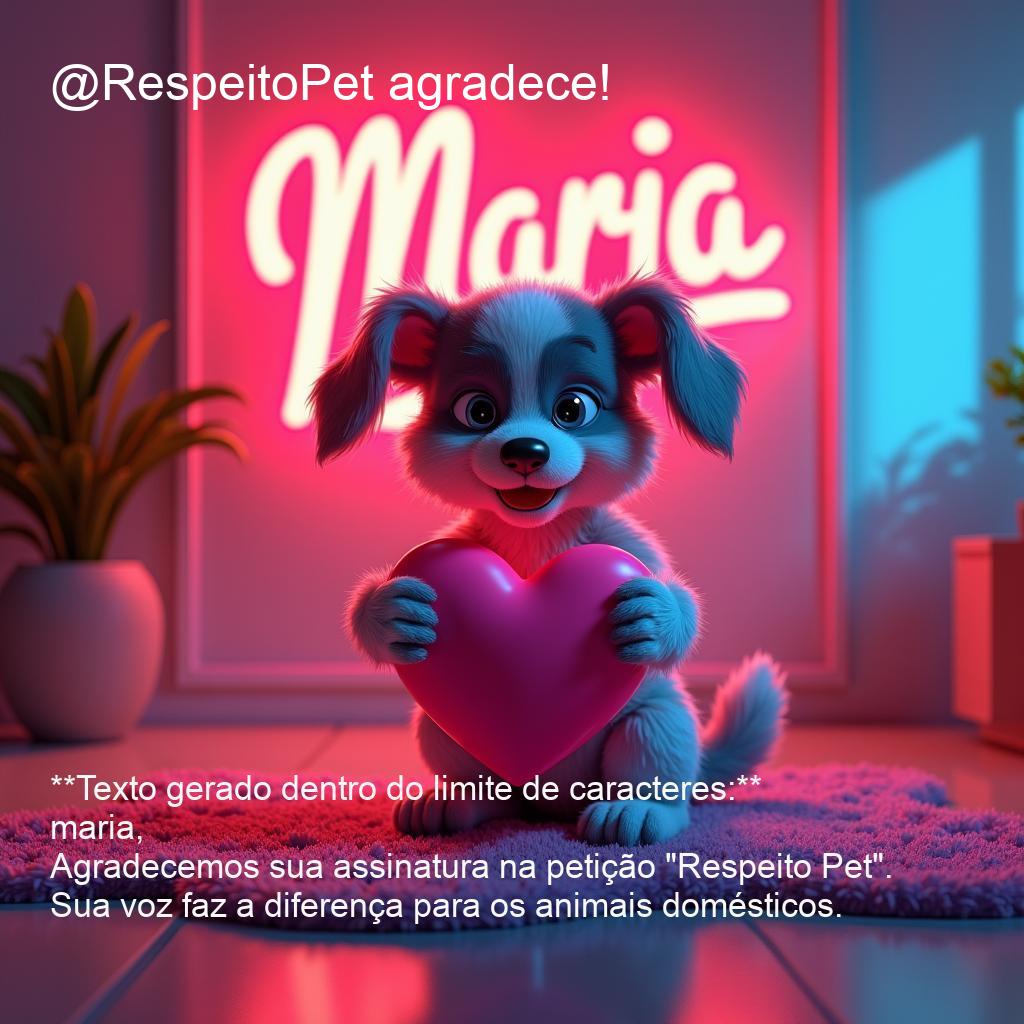 @RespeitoPet agradece!
Maria
**Texto gerado dentro do limite de caracteres:**
maria,
Agradecemos sua assinatura na petição "Respeito Pet".
Sua voz faz a diferença para os animais domésticos.